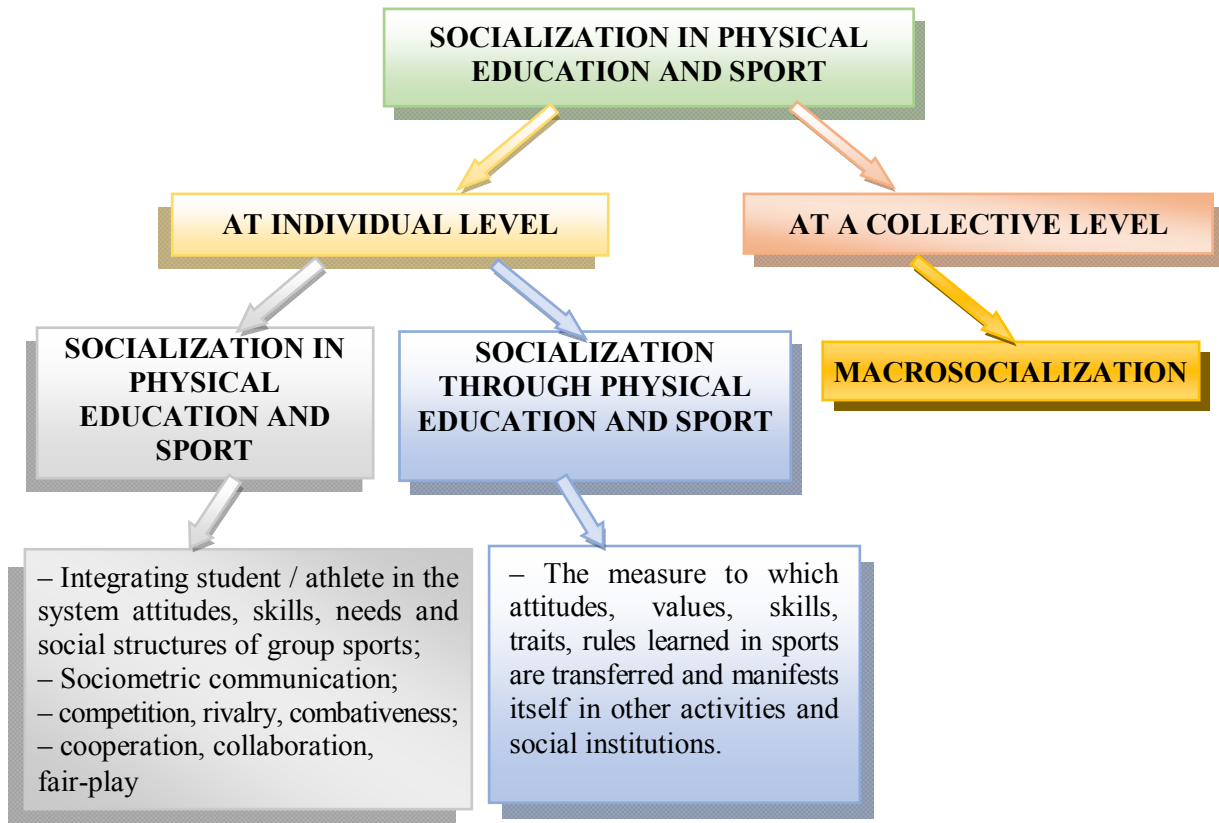 SOCIALIZATION IN PHYSICAL
EDUCATION AND SPORT
AT INDIVIDUAL LEVEL
AT A COLLECTIVE LEVEL
SOCIALIZATION IN
PHYSICAL
EDUCATION AND
SPORT
SOCIALIZATION
THROUGH PHYSICAL
EDUCATION AND SPORT
MACROSOCIALIZATION
– Integrating student / athlete in the
system attitudes, skills, needs and
social structures of group sports;
– Sociometric communication;
– competition, rivalry, combativeness;
– cooperation, collaboration,
fair-play
– The measure to which
attitudes, values, skills,
traits, rules learned in sports
are transferred and manifests
itself in other activities and
social institutions.